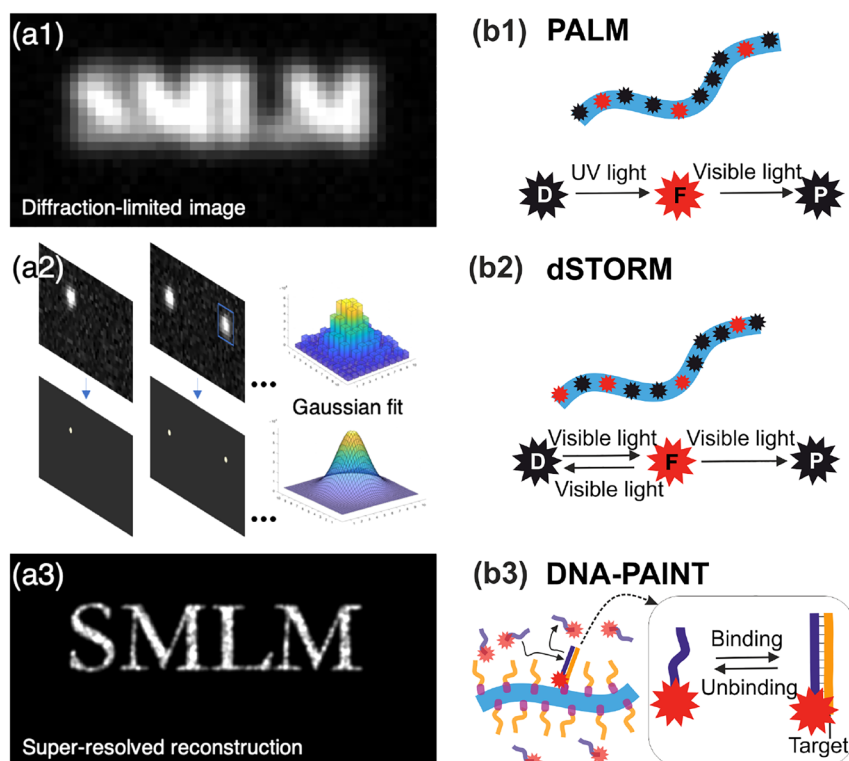 (a1)
Diffraction-limited image
(a2)
Gaussian fit
(a3)
SMLM
Super-resolved reconstruction
(b1) PALM
UV light Visible light
D F P
(b2) dSTORM
Visible light Visible light
D F P
Visible light
(b3) DNA-PAINT
Binding
Unbinding
Target